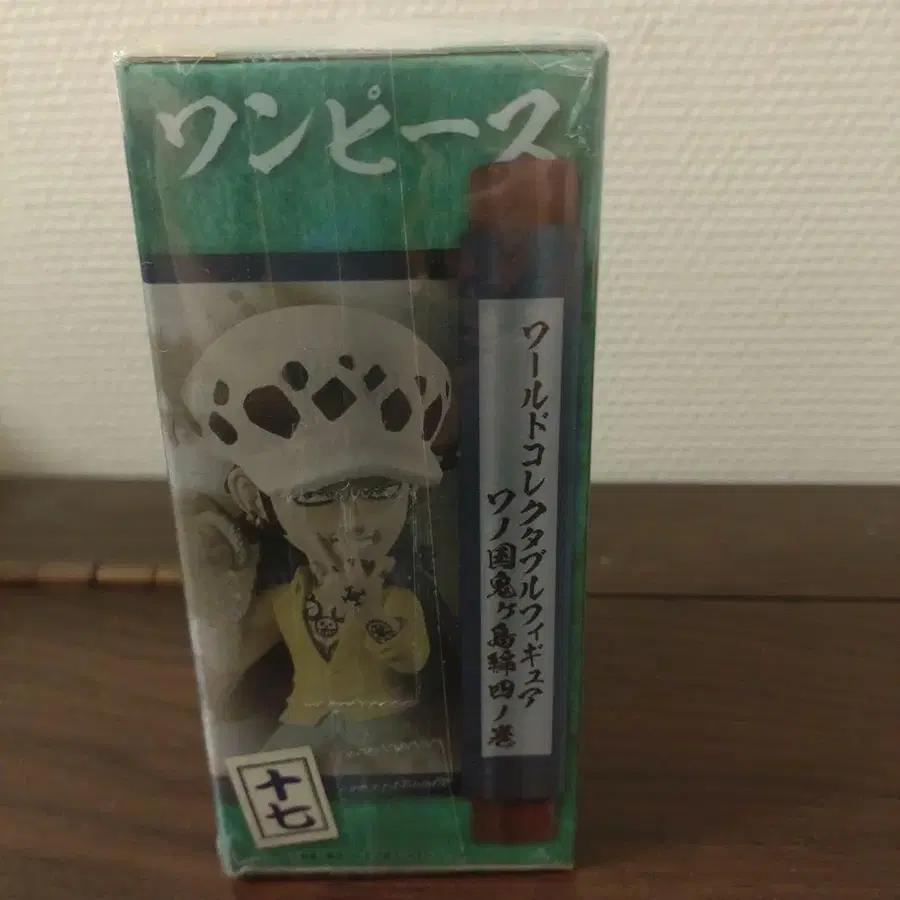 ワンピース
ワールドコレクタブルフィギュア
ワノ国鬼ヶ島編四ノ巻
十七